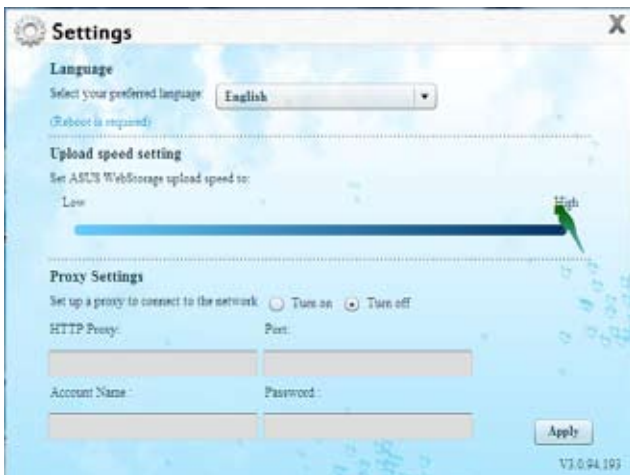 Settings
X
Language
Select your preferred language:
English
(Reboot is required)
Upload speed setting
Set ASUS WebStorage upload speed to:
Low High
Proxy Settings
Set up a proxy to connect to the network Turn on Turn off
HTTP Proxy: Port:
Account Name : Password :
Apply
V3.0.94.193